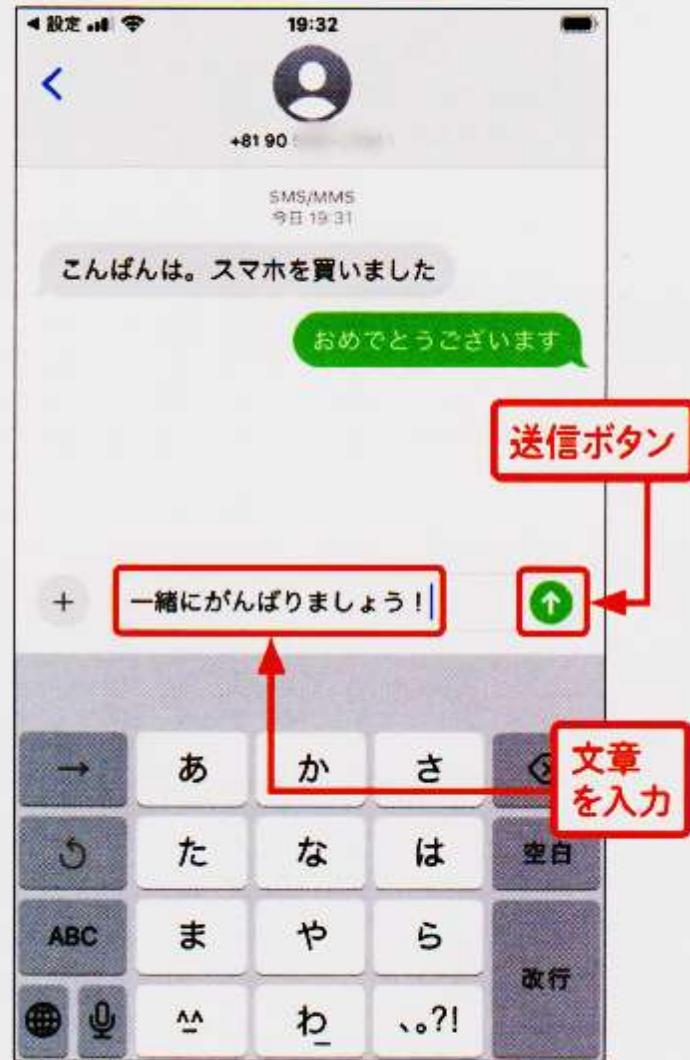 設定
19:32
+81 90
SMS/MMS
今日 19:31
こんばんは。スマホを買いました
おめでとうございます
送信ボタン
+
一緒にがんばりましょう！
文章
を入力
→ あ か さ
た な は 空白
ABC ま や ら
改行
^^ わ_ 、。?!